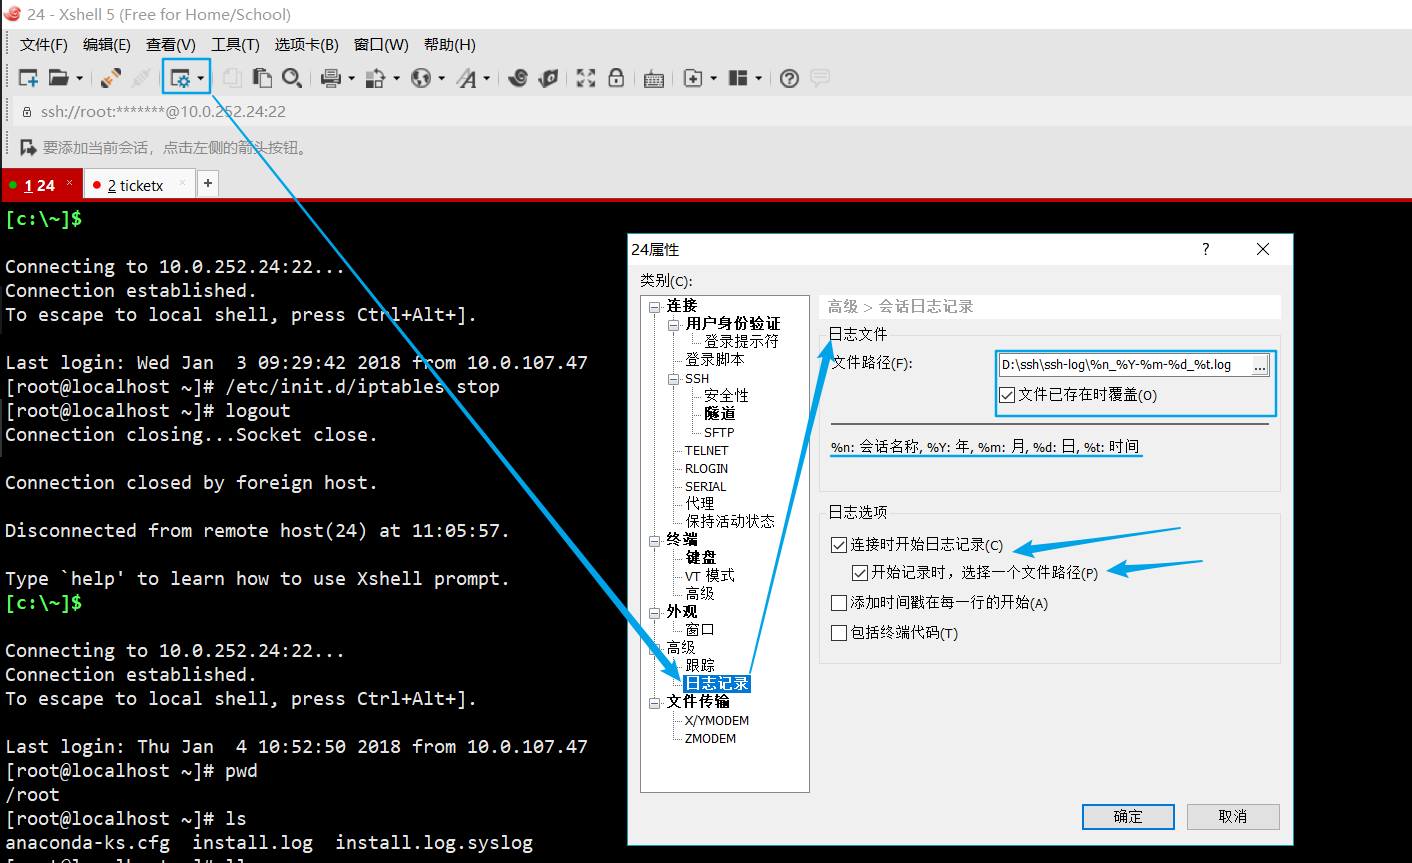 24 - Xshell 5 (Free for Home/School)
文件(F) 编辑(E) 查看(V) 工具(T) 选项卡(B) 窗口(W) 帮助(H)
ssh://root:*******@10.0.252.24:22
要添加当前会话，点击左侧的箭头按钮。
1 24 × 2 ticketx × +
[c:\~]$
Connecting to 10.0.252.24:22...
Connection established.
To escape to local shell, press Ctrl+Alt+].
Last login: Wed Jan  3 09:29:42 2018 from 10.0.107.47
[root@localhost ~]# /etc/init.d/iptables stop
[root@localhost ~]# logout
Connection closing...Socket close.
Connection closed by foreign host.
Disconnected from remote host(24) at 11:05:57.
Type `help' to learn how to use Xshell prompt.
[c:\~]$
Connecting to 10.0.252.24:22...
Connection established.
To escape to local shell, press Ctrl+Alt+].
Last login: Thu Jan  4 10:52:50 2018 from 10.0.107.47
[root@localhost ~]# pwd
/root
[root@localhost ~]# ls
anaconda-ks.cfg  install.log  install.log.syslog
24属性
类别(C):
连接
用户身份验证
登录提示符
登录脚本
SSH
安全性
隧道
SFTP
TELNET
RLOGIN
SERIAL
代理
保持活动状态
终端
键盘
VT 模式
高级
外观
窗口
高级
跟踪
日志记录
文件传输
X/YMODEM
ZMODEM
高级 > 会话日志记录
日志文件
文件路径(F):
D:\ssh\ssh-log\%n_%Y-%m-%d_%t.log ...
文件已存在时覆盖(O)
%n: 会话名称, %Y: 年, %m: 月, %d: 日, %t: 时间
日志选项
连接时开始日志记录(C)
开始记录时，选择一个文件路径(P)
添加时间戳在每一行的开始(A)
包括终端代码(T)
确定 取消